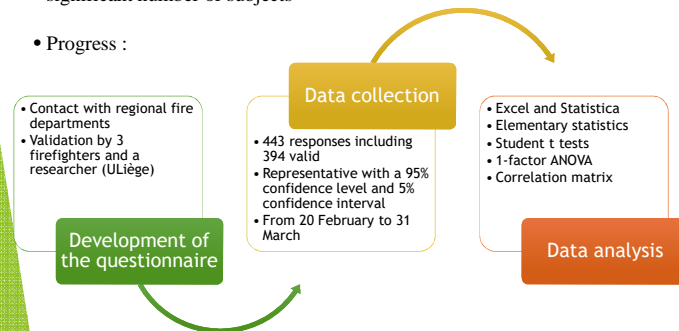 significant number of subjects
• Progress :
• Contact with regional fire
departments
• Validation by 3
firefighters and a
researcher (ULiège)
Development of
the questionnaire
Data collection
• 443 responses including
394 valid
• Representative with a 95%
confidence level and 5%
confidence interval
• From 20 February to 31
March
• Excel and Statistica
• Elementary statistics
• Student t tests
• 1-factor ANOVA
• Correlation matrix
Data analysis